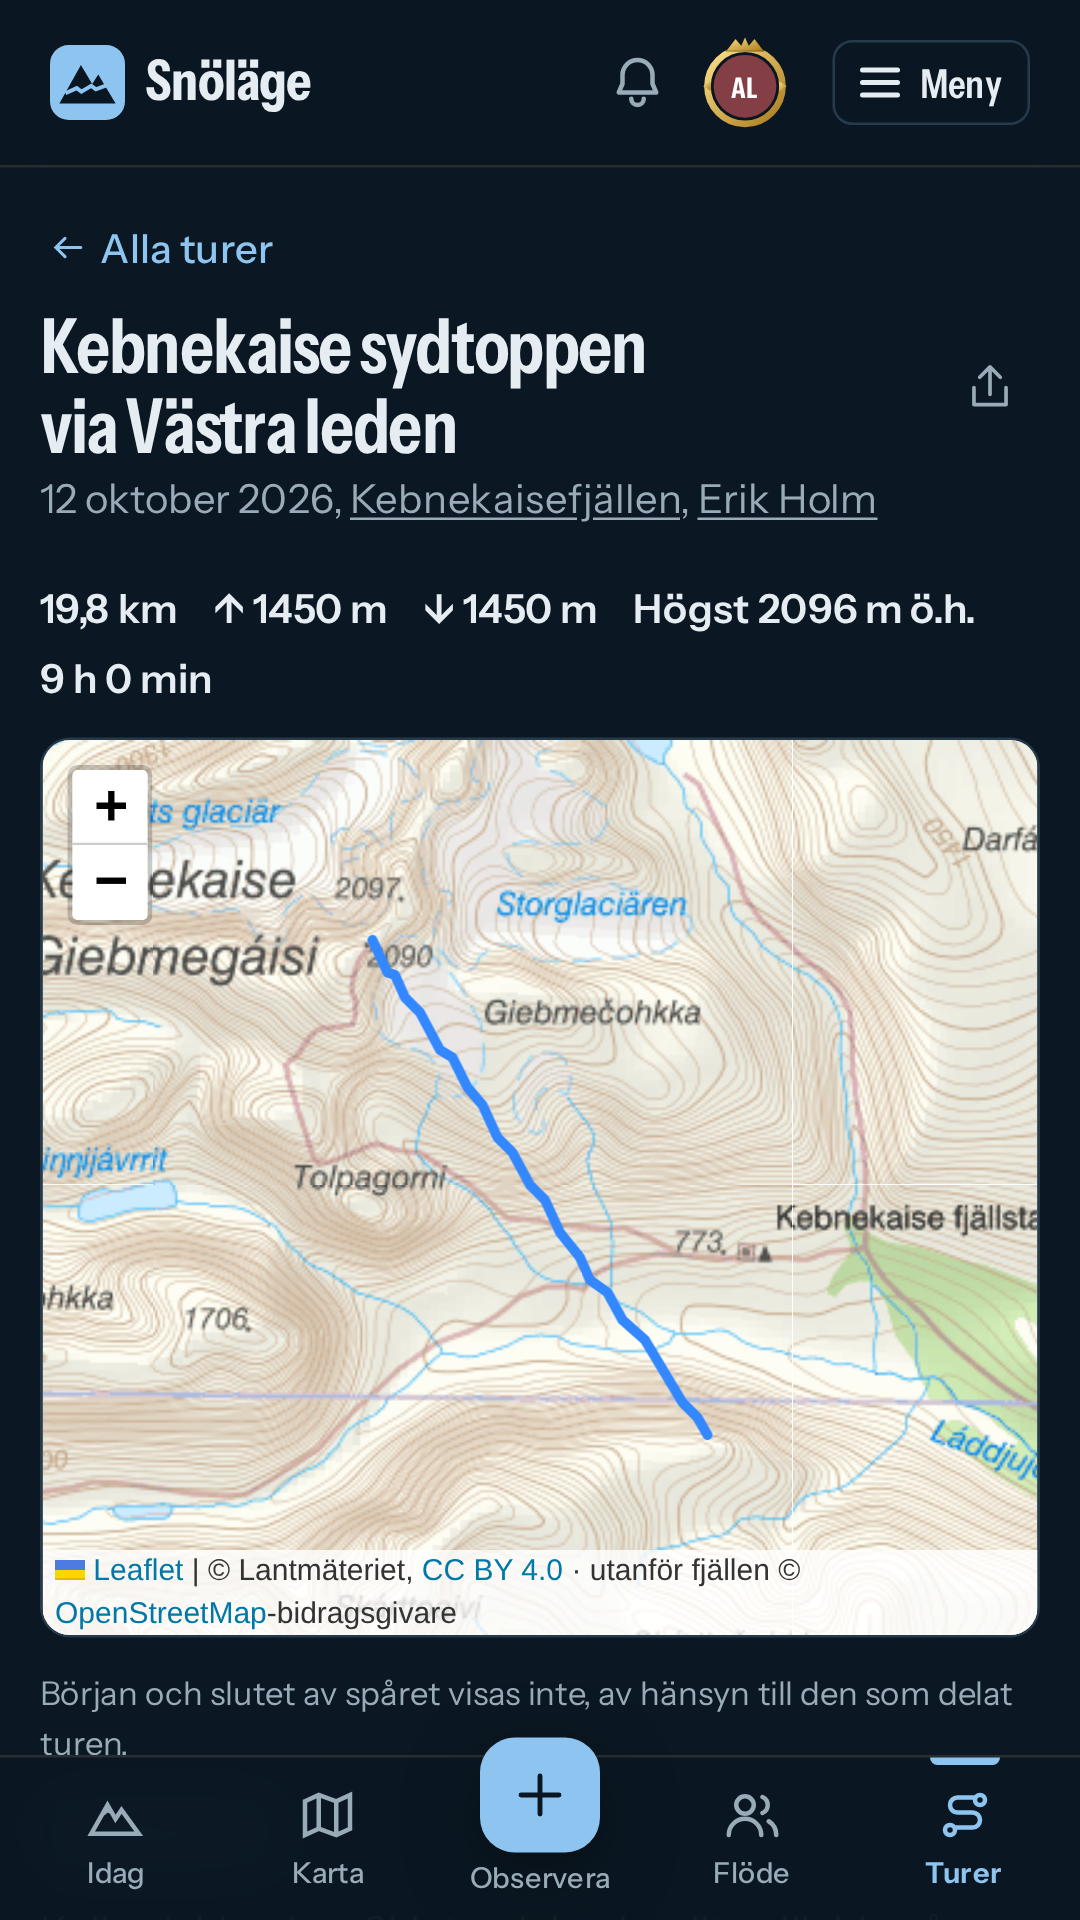 Snöläge
AL
Meny
← Alla turer
Kebnekaise sydtoppen
via Västra leden
12 oktober 2026, Kebnekaisefjällen, Erik Holm
19,8 km ↑ 1450 m ↓ 1450 m Högst 2096 m ö.h.
9 h 0 min
+
ts glaciär
Darfá
−
ekaise
2097
Storglaciären
Giebmegáisi
2090
Giebmečohkka
Tolpagorni
Kebnekaise fjällsta
773
hkka
1706
Láddjuj
Leaflet | © Lantmäteriet, CC BY 4.0 · utanför fjällen ©
OpenStreetMap-bidragsgivare
Början och slutet av spåret visas inte, av hänsyn till den som delat
turen.
Idag
Karta
Observera
Flöde
Turer